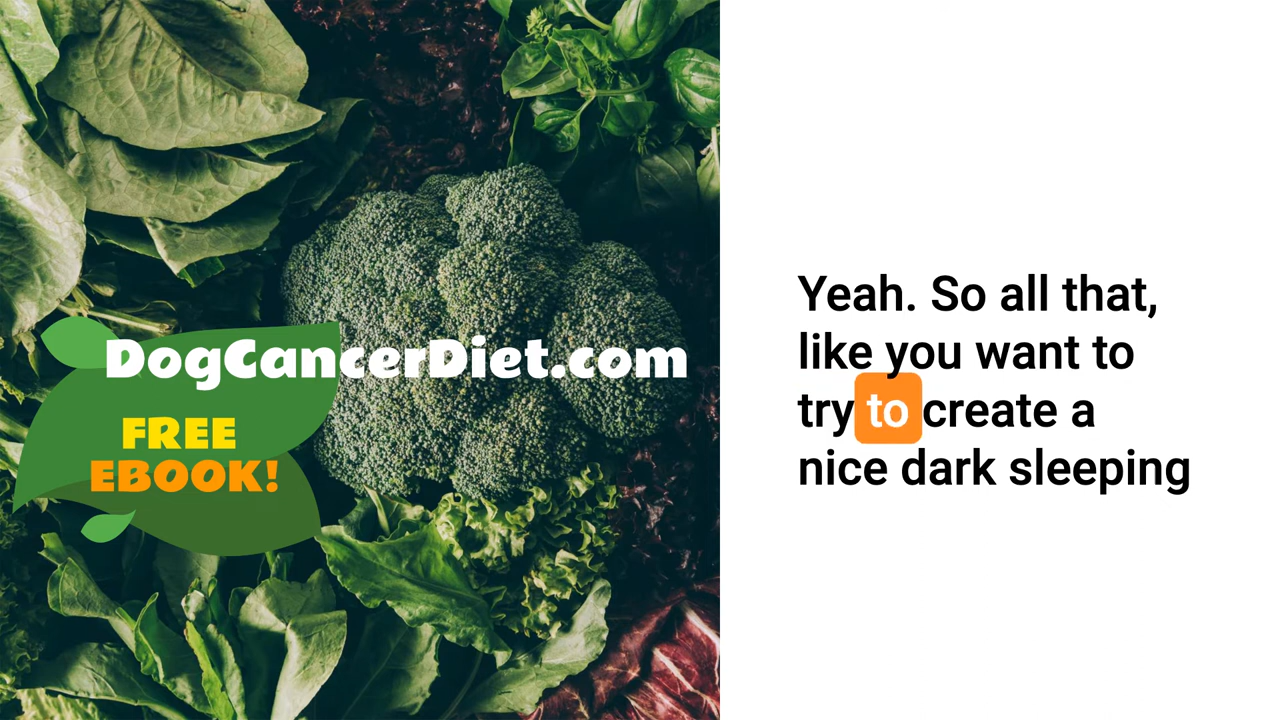 DogCancerDiet.com
FREE
EBOOK!
Yeah. So all that,
like you want to
try to create a
nice dark sleeping